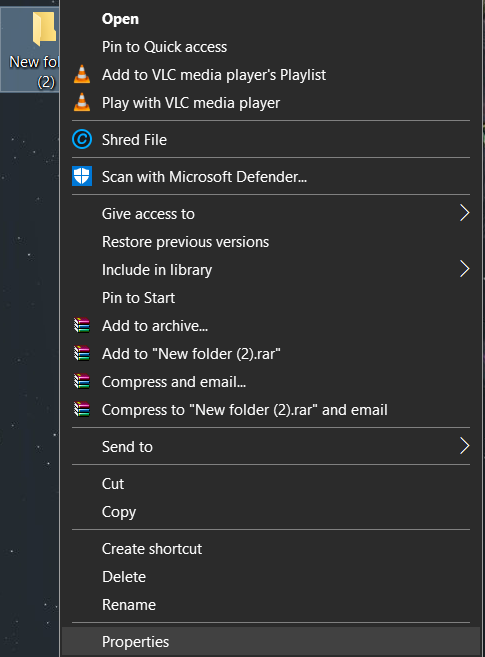 New fol
(2)
Open
Pin to Quick access
Add to VLC media player's Playlist
Play with VLC media player
Shred File
Scan with Microsoft Defender...
Give access to
Restore previous versions
Include in library
Pin to Start
Add to archive...
Add to "New folder (2).rar"
Compress and email...
Compress to "New folder (2).rar" and email
Send to
Cut
Copy
Create shortcut
Delete
Rename
Properties